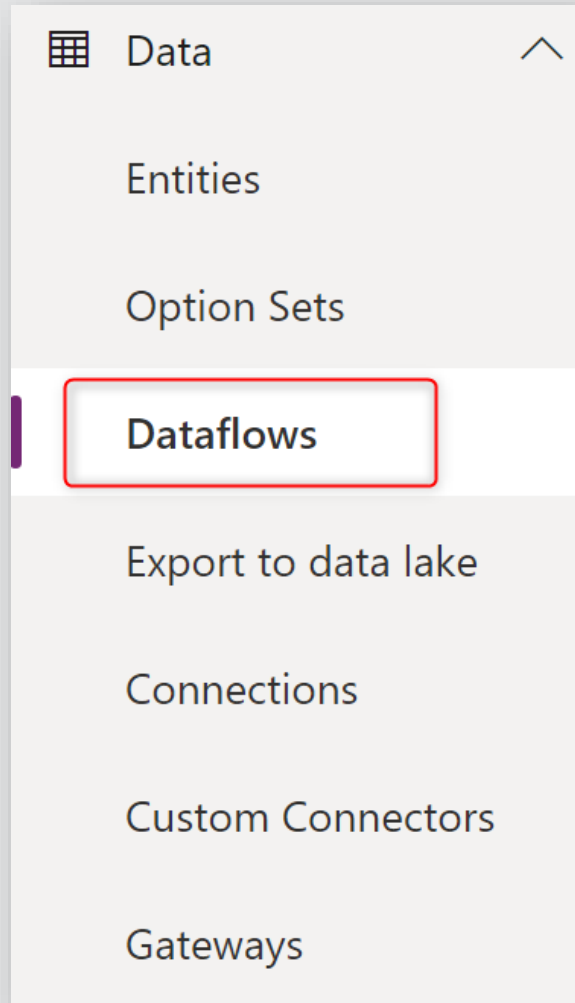 Data
Entities
Option Sets
Dataflows
Export to data lake
Connections
Custom Connectors
Gateways